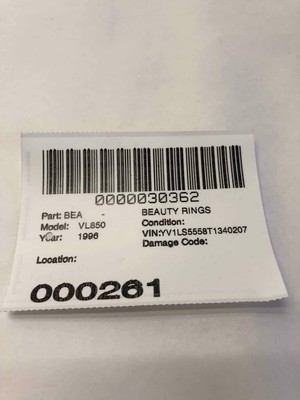 0000030362
Part: BEA - BEAUTY RINGS
Model: VL850 Condition:
Year: 1996 VIN:YV1LS5558T1340207
Damage Code:
Location:
000261